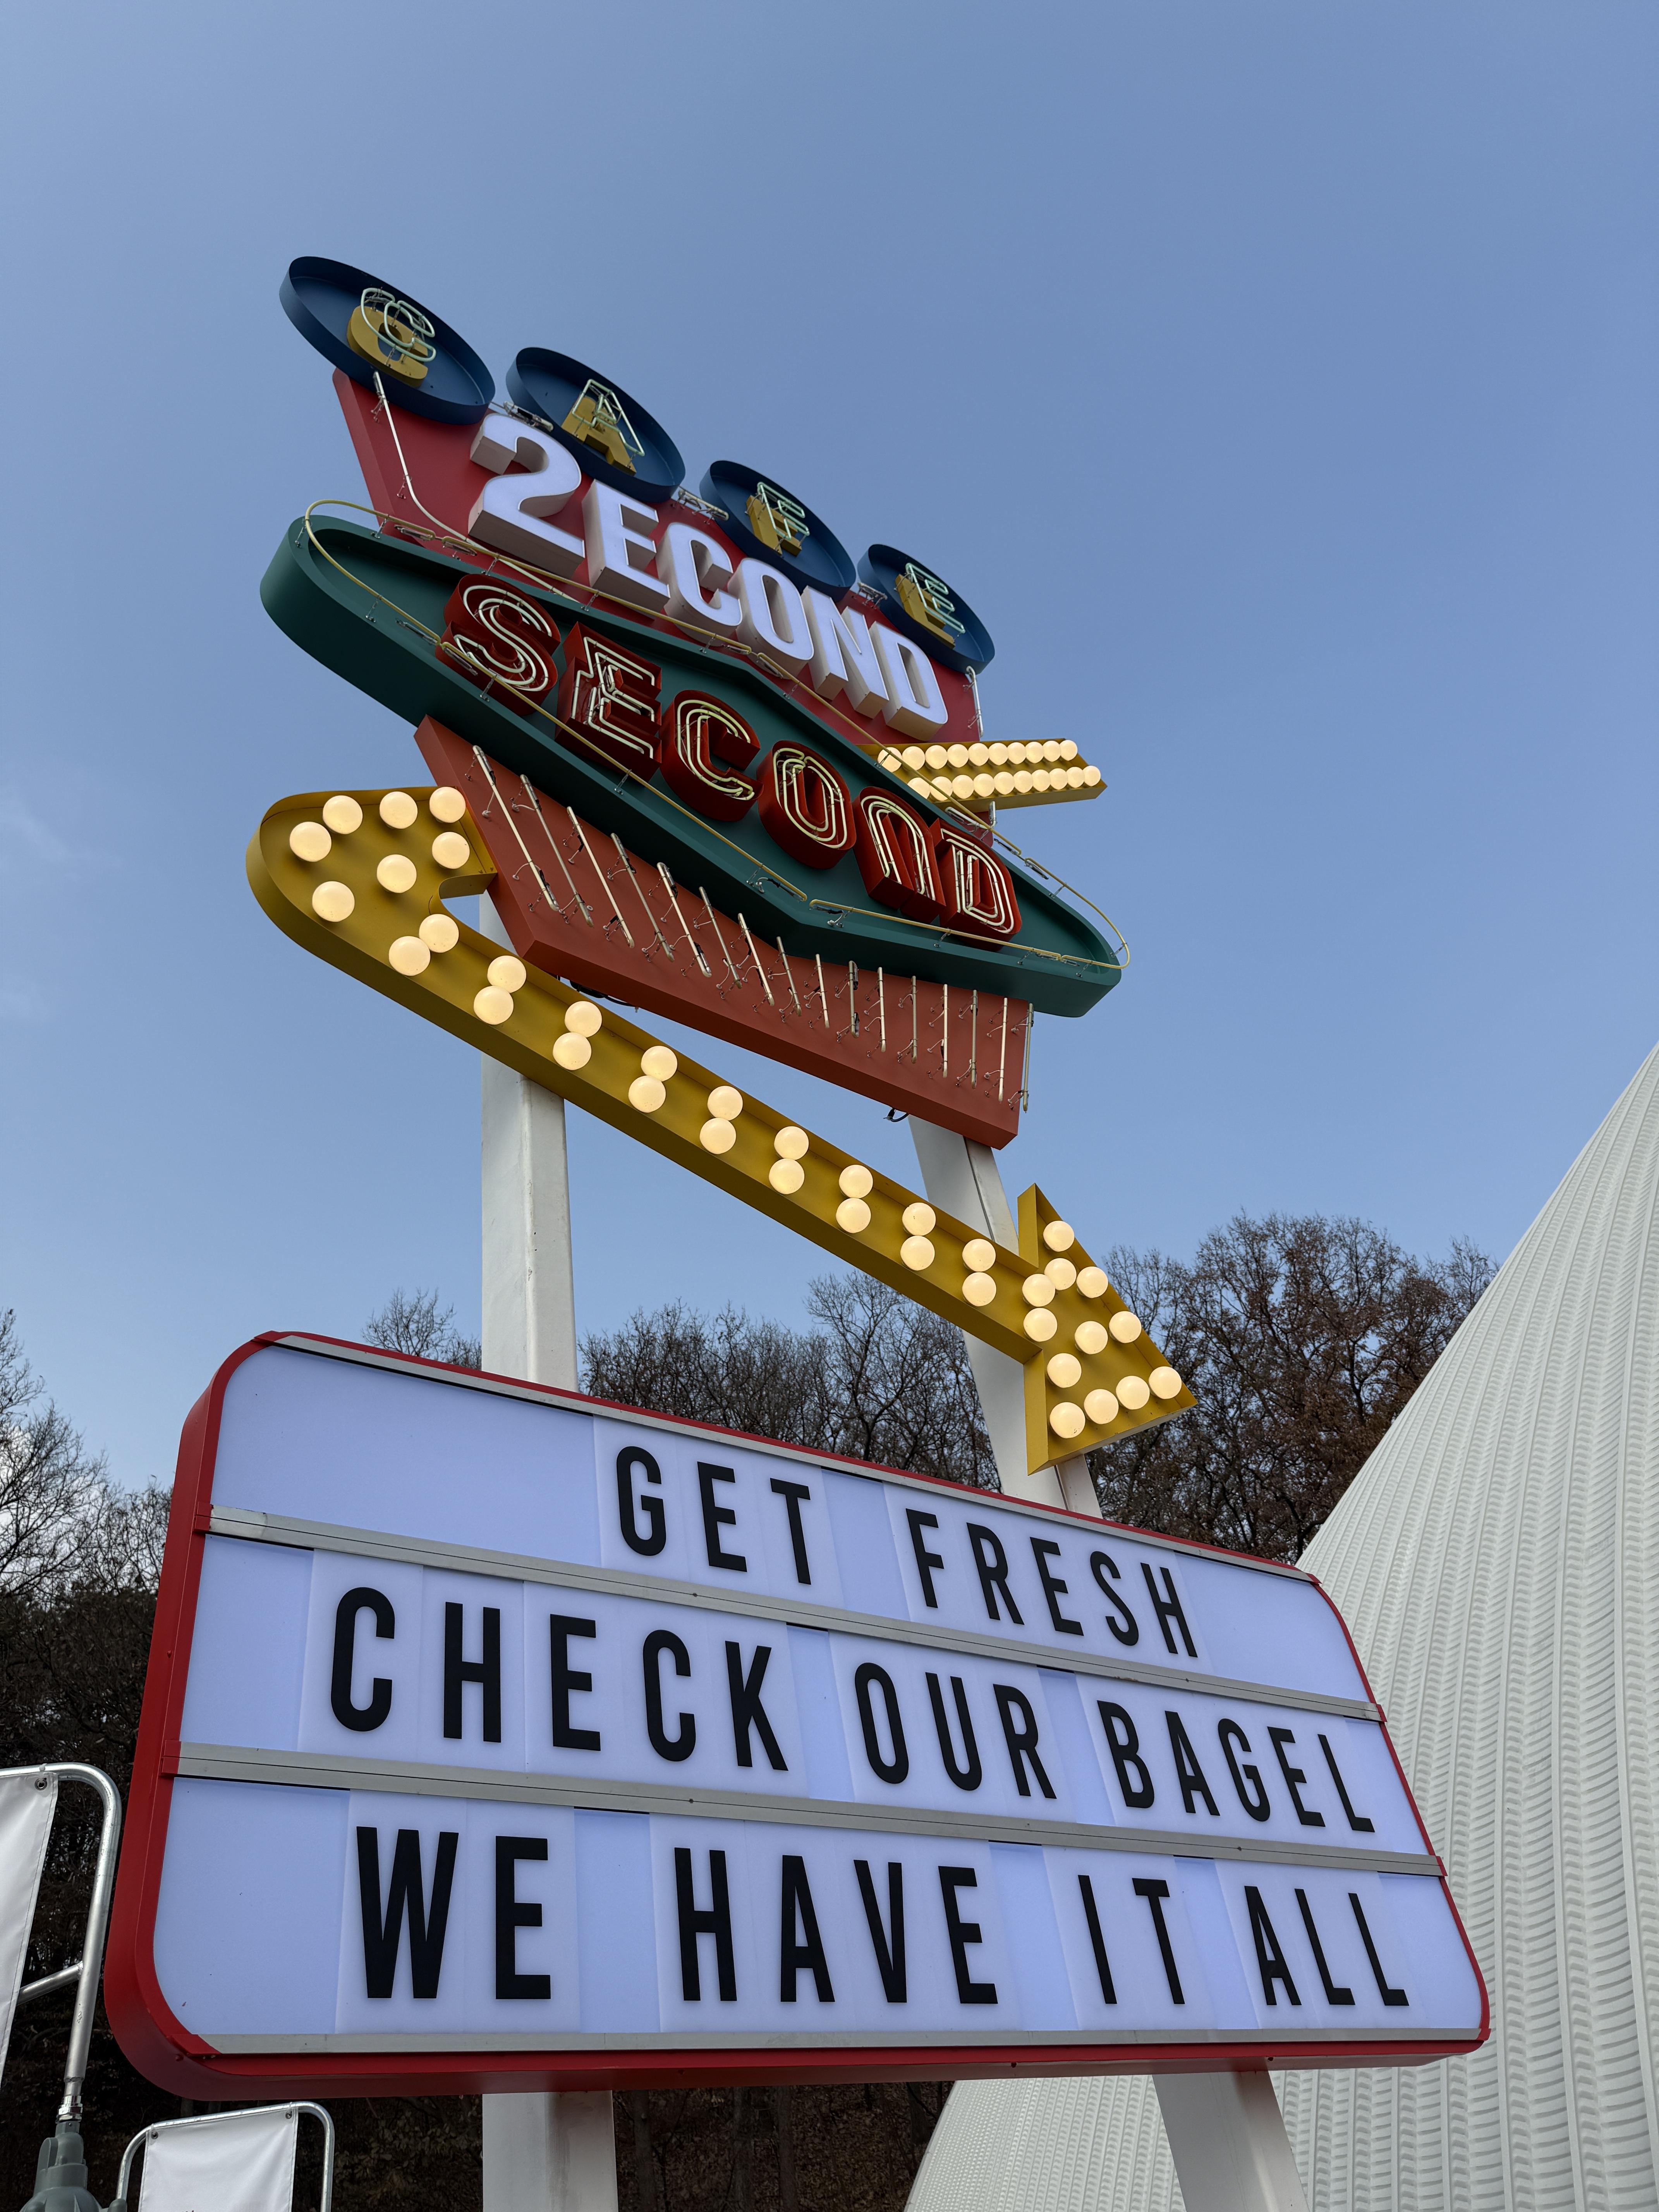 CAFE
2ECOND
SECOND
GET FRESH
CHECK OUR BAGEL
WE HAVE IT ALL